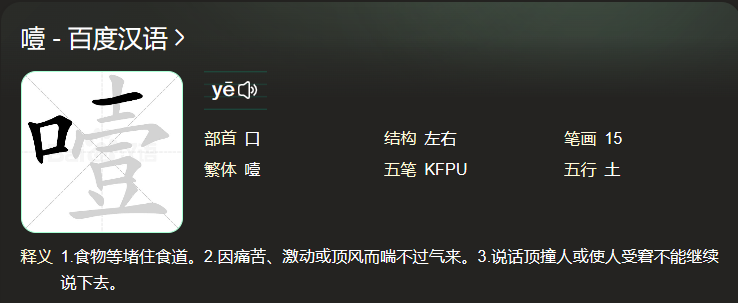 噎 - 百度汉语
yē
部首 口 结构 左右 笔画 15
繁体 噎 五笔 KFPU 五行 土
释义 1.食物等堵住食道。2.因痛苦、激动或顶风而喘不过气来。3.说话顶撞人或使人受窘不能继续
说下去。